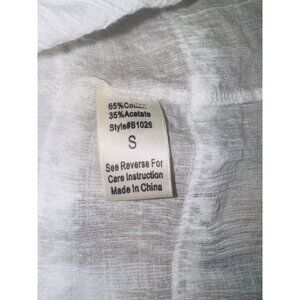 65%Cotton
35%Acetate
Style#B1026
S
See Reverse For
Care Instruction
Made In China